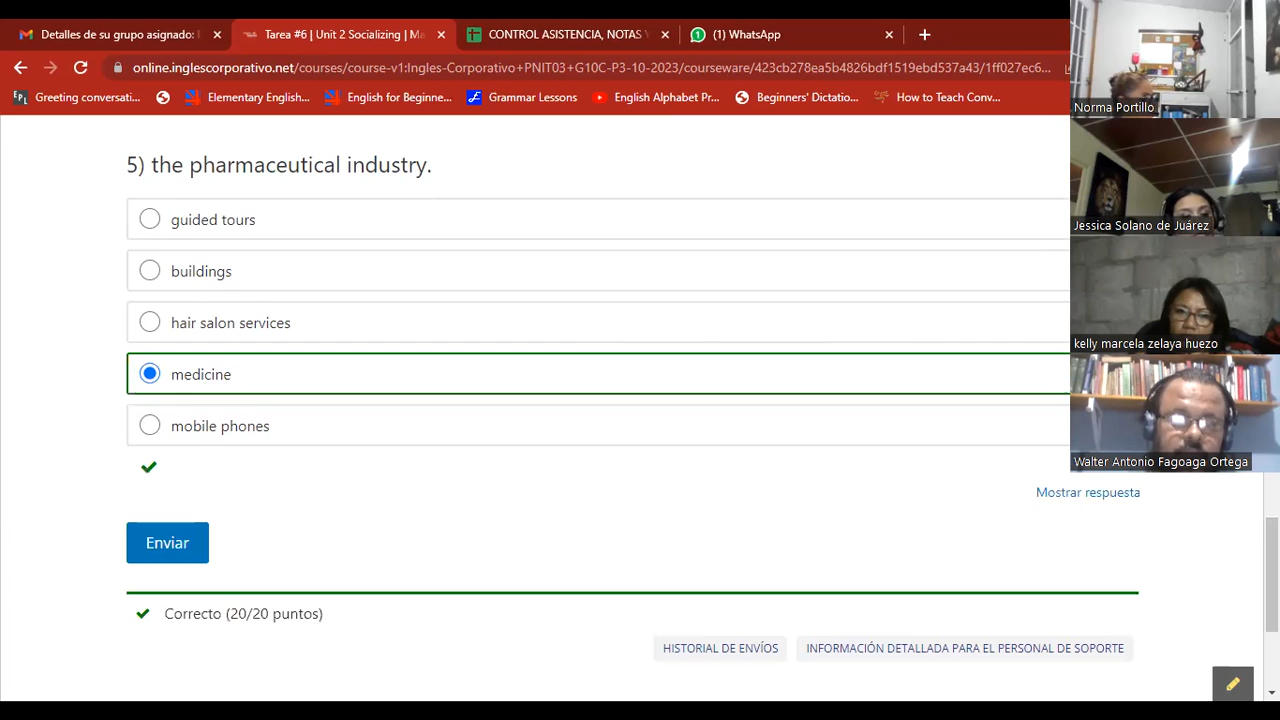 Detalles de su grupo asignado:
Tarea #6 | Unit 2 Socializing | Ma
CONTROL ASISTENCIA, NOTAS Y
(1) WhatsApp
online.inglescorporativo.net/courses/course-v1:Ingles-Corporativo+PNIT03+G10C-P3-10-2023/courseware/423cb278ea5b4826bdf1519ebd537a43/1ff027ec6...
Greeting conversati...
Elementary English...
English for Beginne...
Grammar Lessons
English Alphabet Pr...
Beginners' Dictatio...
How to Teach Conv...
5) the pharmaceutical industry.
guided tours
buildings
hair salon services
medicine
mobile phones
Mostrar respuesta
Enviar
Correcto (20/20 puntos)
HISTORIAL DE ENVÍOS
INFORMACIÓN DETALLADA PARA EL PERSONAL DE SOPORTE
Norma Portillo
Jessica Solano de Juárez
kelly marcela zelaya huezo
Walter Antonio Fagoaga Ortega